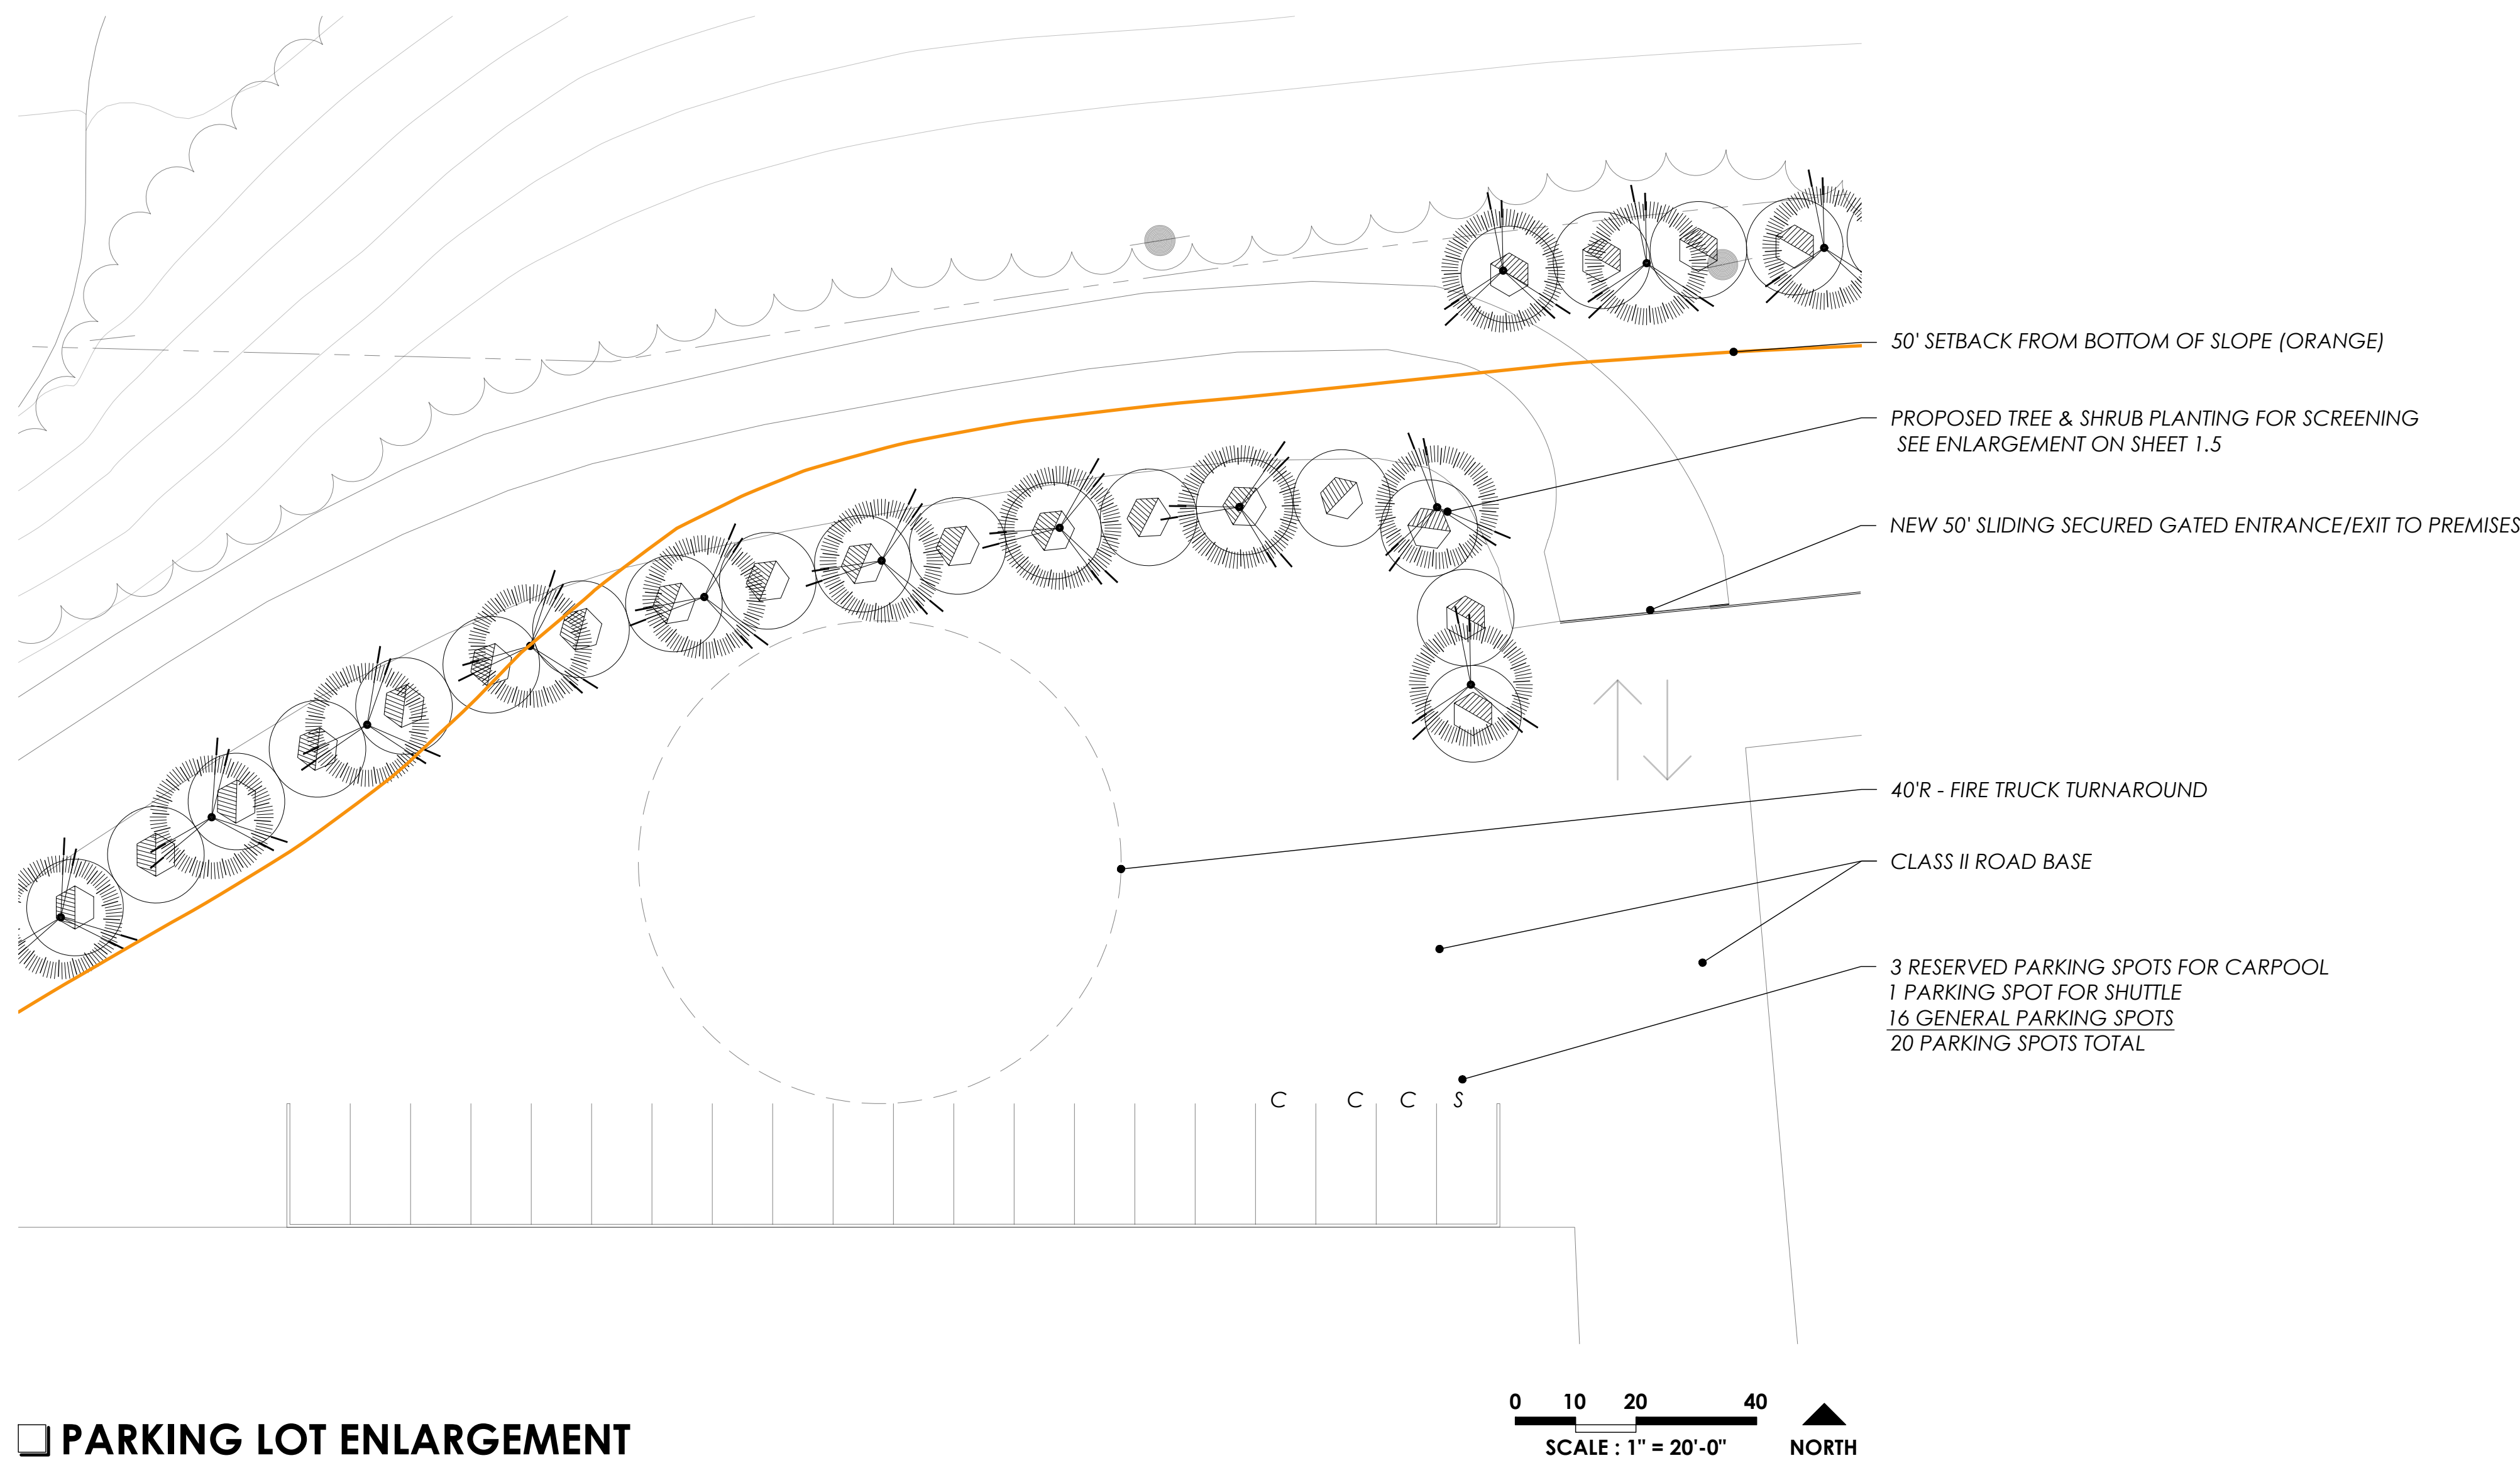 50' SETBACK FROM BOTTOM OF SLOPE (ORANGE)
PROPOSED TREE & SHRUB PLANTING FOR SCREENING
SEE ENLARGEMENT ON SHEET 1.5
NEW 50' SLIDING SECURED GATED ENTRANCE/EXIT TO PREMISES
40'R - FIRE TRUCK TURNAROUND
CLASS II ROAD BASE
3 RESERVED PARKING SPOTS FOR CARPOOL
1 PARKING SPOT FOR SHUTTLE
16 GENERAL PARKING SPOTS
20 PARKING SPOTS TOTAL
C C C S
0 10 20 40
SCALE : 1" = 20'-0"
NORTH
PARKING LOT ENLARGEMENT